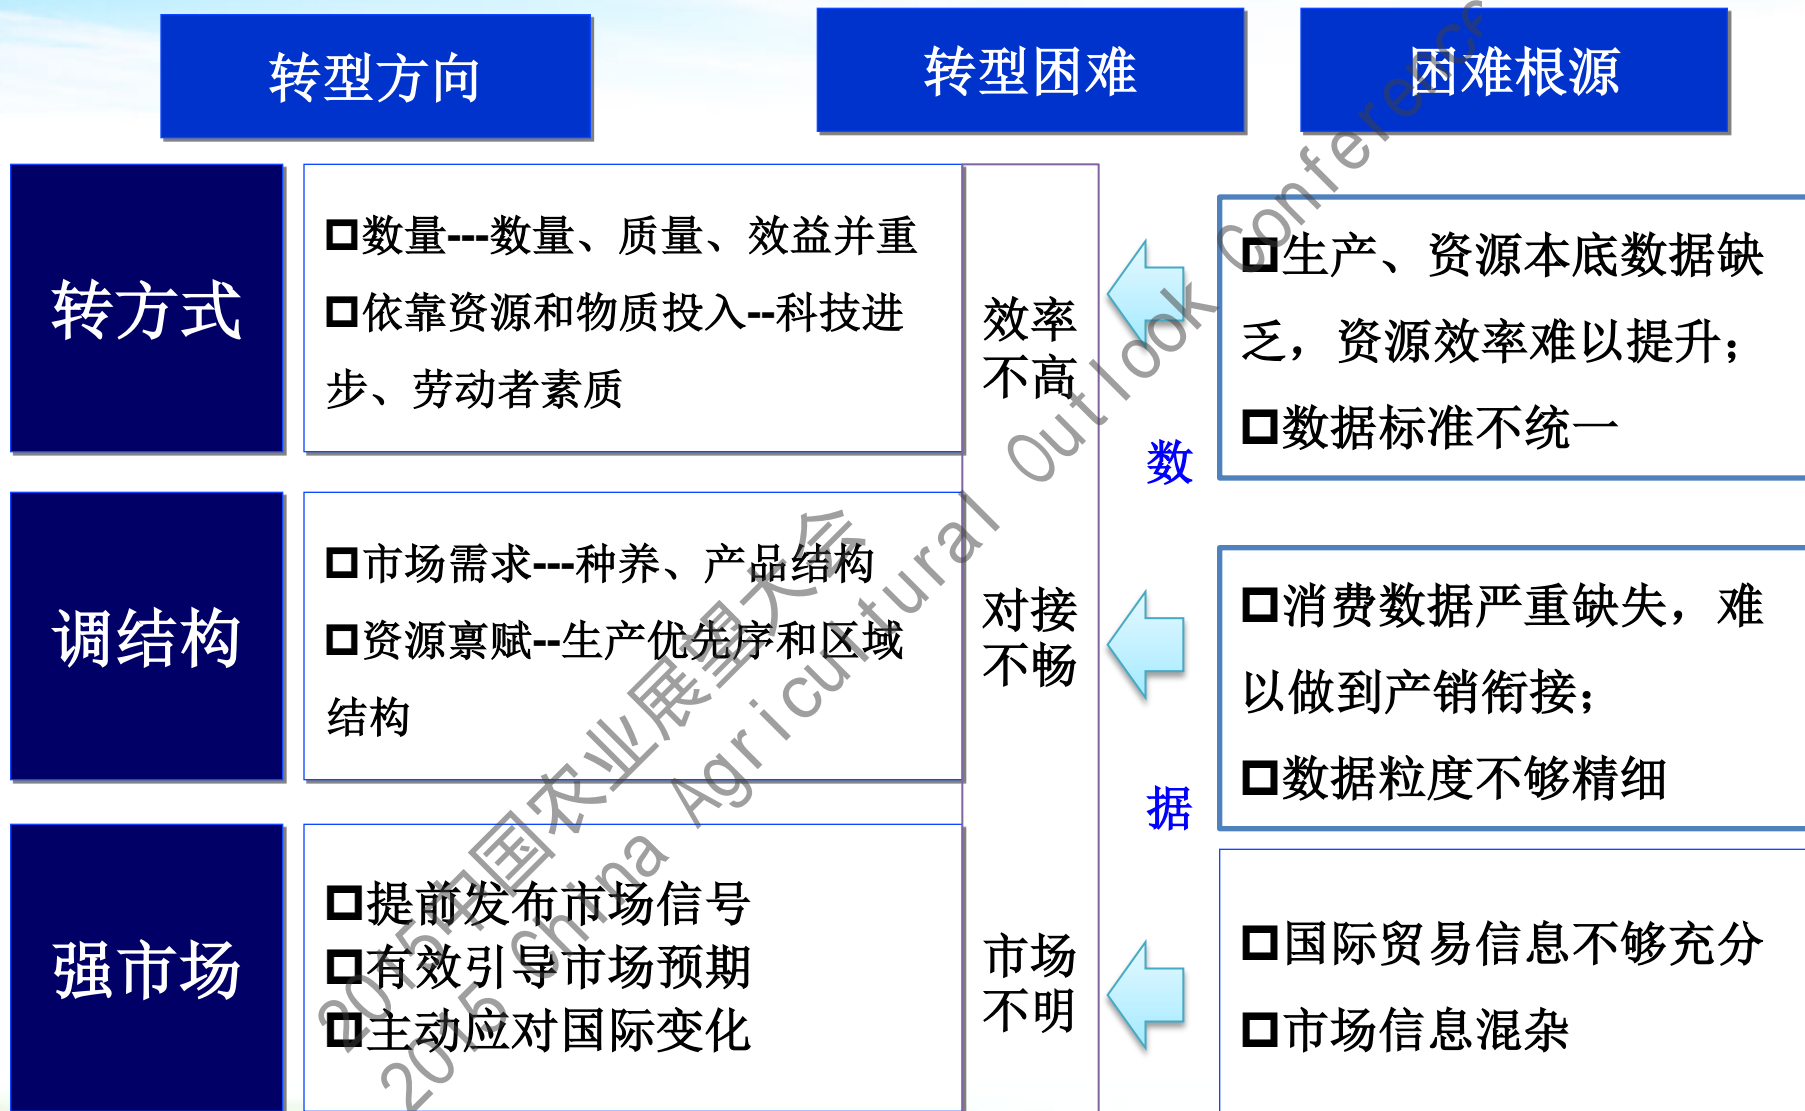 转型方向
转型困难
困难根源
转方式
数量---数量、质量、效益并重
依靠资源和物质投入--科技进
步、劳动者素质
效率
不高
生产、资源本底数据缺
乏，资源效率难以提升；
数据标准不统一
数
调结构
市场需求---种养、产品结构
资源禀赋--生产优先序和区域
结构
对接
不畅
消费数据严重缺失，难
以做到产销衔接；
数据粒度不够精细
据
强市场
提前发布市场信号
有效引导市场预期
主动应对国际变化
市场
不明
国际贸易信息不够充分
市场信息混杂
2015中国农业展望大会
2015 China Agricultural Outlook Conference